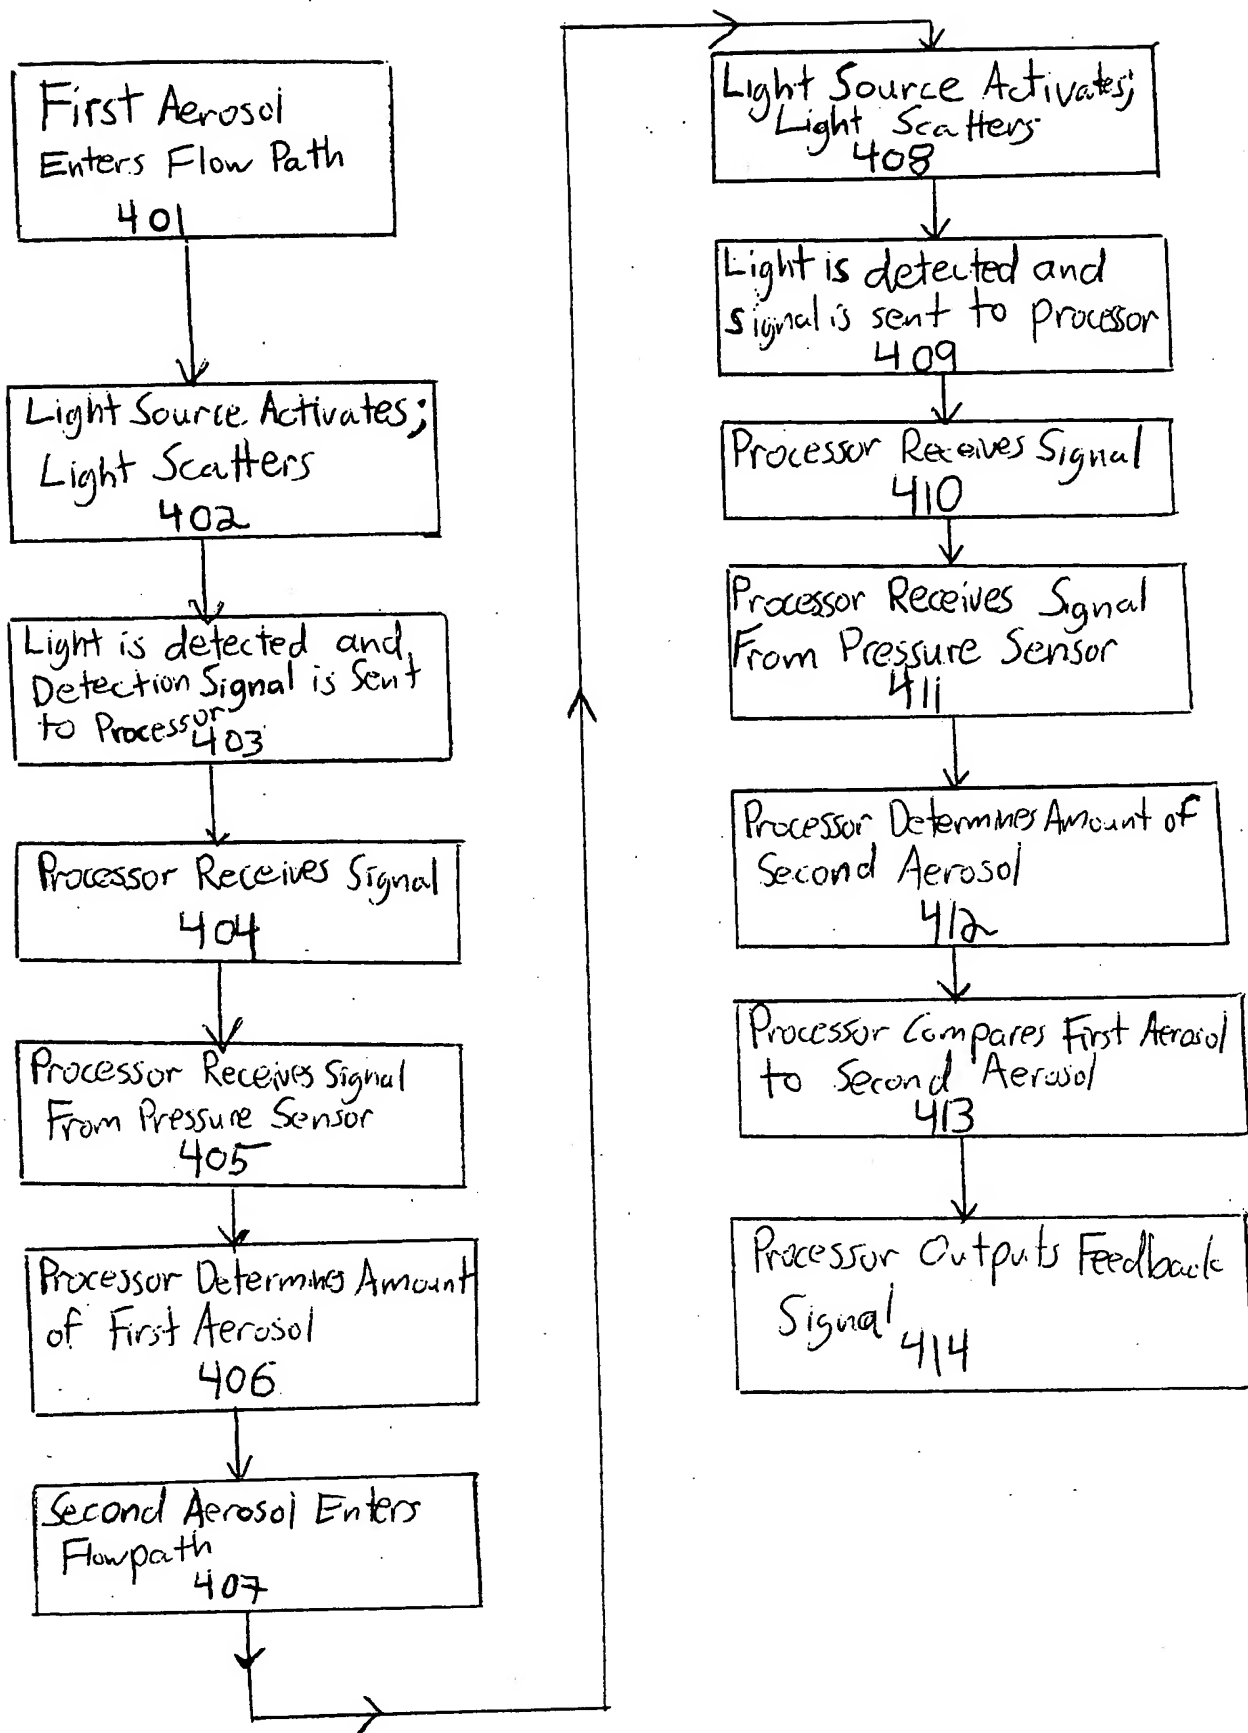 First Aerosol
Enters Flow Path
401
Light Source Activates;
Light Scatters
402
Light is detected and
Detection Signal is Sent
to Processor
403
Processor Receives Signal
404
Processor Receives Signal
From Pressure Sensor
405
Processor Determines Amount
of First Aerosol
406
Second Aerosol Enters
Flowpath
407
Light Source Activates;
Light Scatters
408
Light is detected and
signal is sent to processor
409
Processor Receives Signal
410
Processor Receives Signal
From Pressure Sensor
411
Processor Determines Amount of
Second Aerosol
412
Processor Compares First Aerosol
to Second Aerosol
413
Processor Outputs Feedback
Signal
414